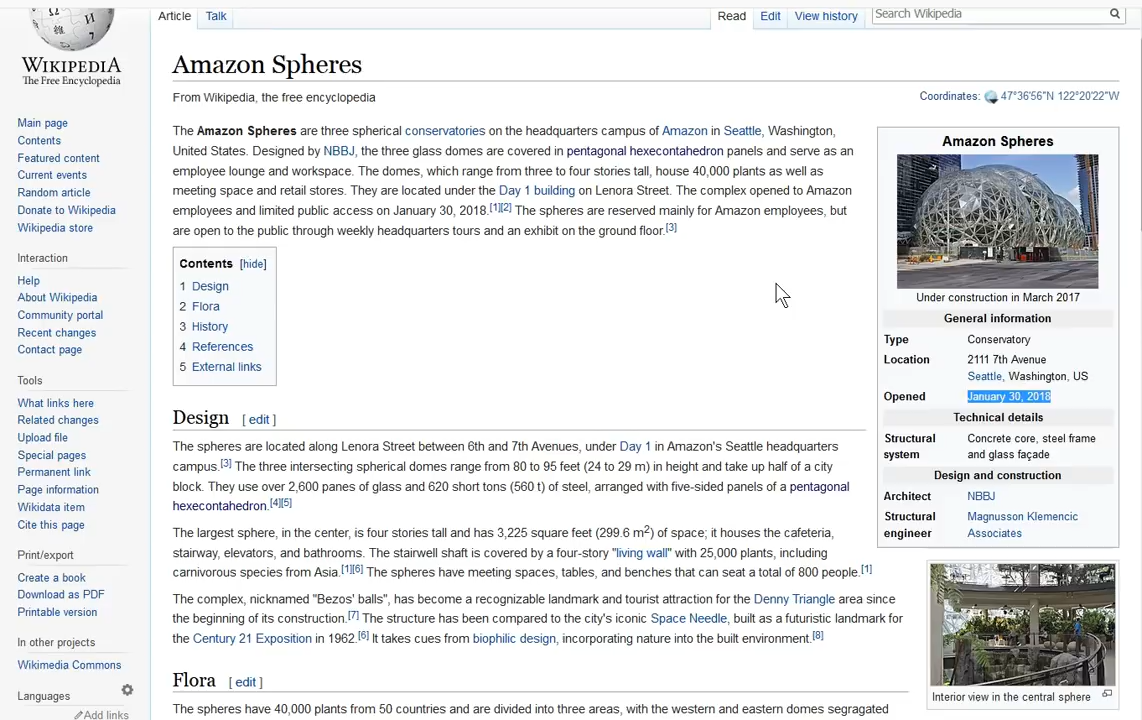 Article
Talk
Read
Edit
View history
Search Wikipedia
WIKIPEDIA
The Free Encyclopedia
Main page
Contents
Featured content
Current events
Random article
Donate to Wikipedia
Wikipedia store
Interaction
Help
About Wikipedia
Community portal
Recent changes
Contact page
Tools
What links here
Related changes
Upload file
Special pages
Permanent link
Page information
Wikidata item
Cite this page
Print/export
Create a book
Download as PDF
Printable version
In other projects
Wikimedia Commons
Languages
Add links
Amazon Spheres
From Wikipedia, the free encyclopedia
Coordinates: 47°36′56″N 122°20′22″W
The Amazon Spheres are three spherical conservatories on the headquarters campus of Amazon in Seattle, Washington,
United States. Designed by NBBJ, the three glass domes are covered in pentagonal hexecontahedron panels and serve as an
employee lounge and workspace. The domes, which range from three to four stories tall, house 40,000 plants as well as
meeting space and retail stores. They are located under the Day 1 building on Lenora Street. The complex opened to Amazon
employees and limited public access on January 30, 2018.[1][2] The spheres are reserved mainly for Amazon employees, but
are open to the public through weekly headquarters tours and an exhibit on the ground floor.[3]
Contents [hide]
1 Design
2 Flora
3 History
4 References
5 External links
Design [ edit ]
The spheres are located along Lenora Street between 6th and 7th Avenues, under Day 1 in Amazon's Seattle headquarters
campus.[3] The three intersecting spherical domes range from 80 to 95 feet (24 to 29 m) in height and take up half of a city
block. They use over 2,600 panes of glass and 620 short tons (560 t) of steel, arranged with five-sided panels of a pentagonal
hexecontahedron.[4][5]
The largest sphere, in the center, is four stories tall and has 3,225 square feet (299.6 m2) of space; it houses the cafeteria,
stairway, elevators, and bathrooms. The stairwell shaft is covered by a four-story "living wall" with 25,000 plants, including
carnivorous species from Asia.[1][6] The spheres have meeting spaces, tables, and benches that can seat a total of 800 people.[1]
The complex, nicknamed "Bezos' balls", has become a recognizable landmark and tourist attraction for the Denny Triangle area since
the beginning of its construction.[7] The structure has been compared to the city's iconic Space Needle, built as a futuristic landmark for
the Century 21 Exposition in 1962.[6] It takes cues from biophilic design, incorporating nature into the built environment.[8]
Flora [ edit ]
The spheres have 40,000 plants from 50 countries and are divided into three areas, with the western and eastern domes segregated
Amazon Spheres
Under construction in March 2017
General information
Type Conservatory
Location 2111 7th Avenue
Seattle, Washington, US
Opened January 30, 2018
Technical details
Structural Concrete core, steel frame
system and glass façade
Design and construction
Architect NBBJ
Structural Magnusson Klemencic
engineer Associates
Interior view in the central sphere